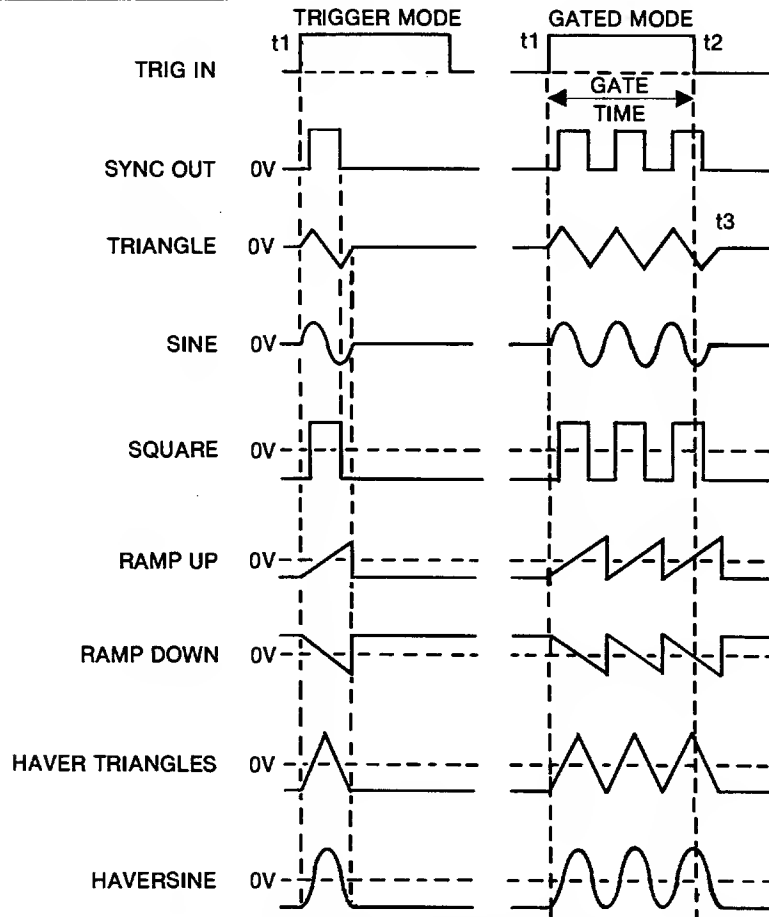 TRIGGER MODE GATED MODE
t1 t1 t2
TRIG IN
GATE
TIME
SYNC OUT 0V
t3
TRIANGLE 0V
SINE 0V
SQUARE 0V
RAMP UP 0V
RAMP DOWN 0V
HAVER TRIANGLES 0V
HAVERSINE 0V